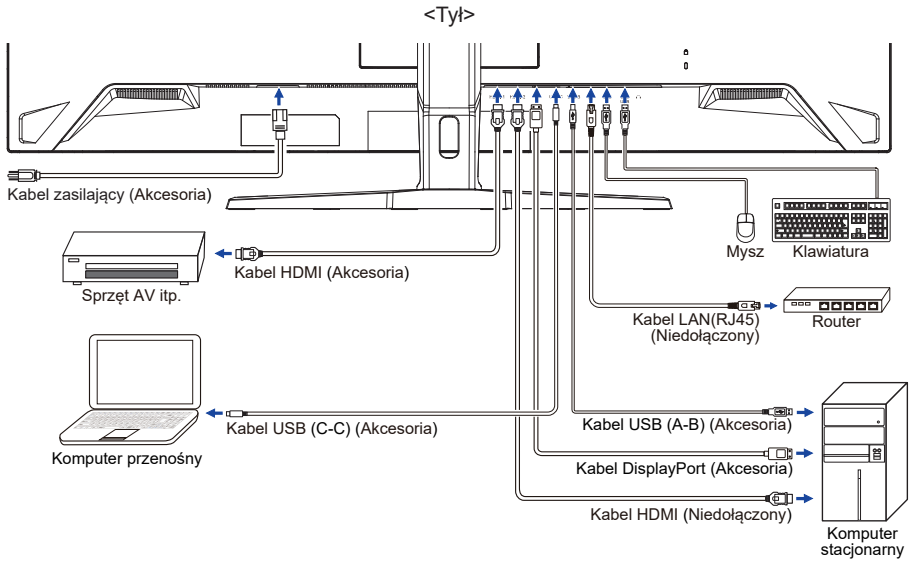 <Tył>
Kabel zasilający (Akcesoria)
Mysz
Klawiatura
Kabel HDMI (Akcesoria)
Sprzęt AV itp.
Kabel LAN(RJ45)
(Niedołączony)
Router
Kabel USB (C-C) (Akcesoria)
Kabel USB (A-B) (Akcesoria)
Komputer przenośny
Kabel DisplayPort (Akcesoria)
Kabel HDMI (Niedołączony)
Komputer
stacjonarny